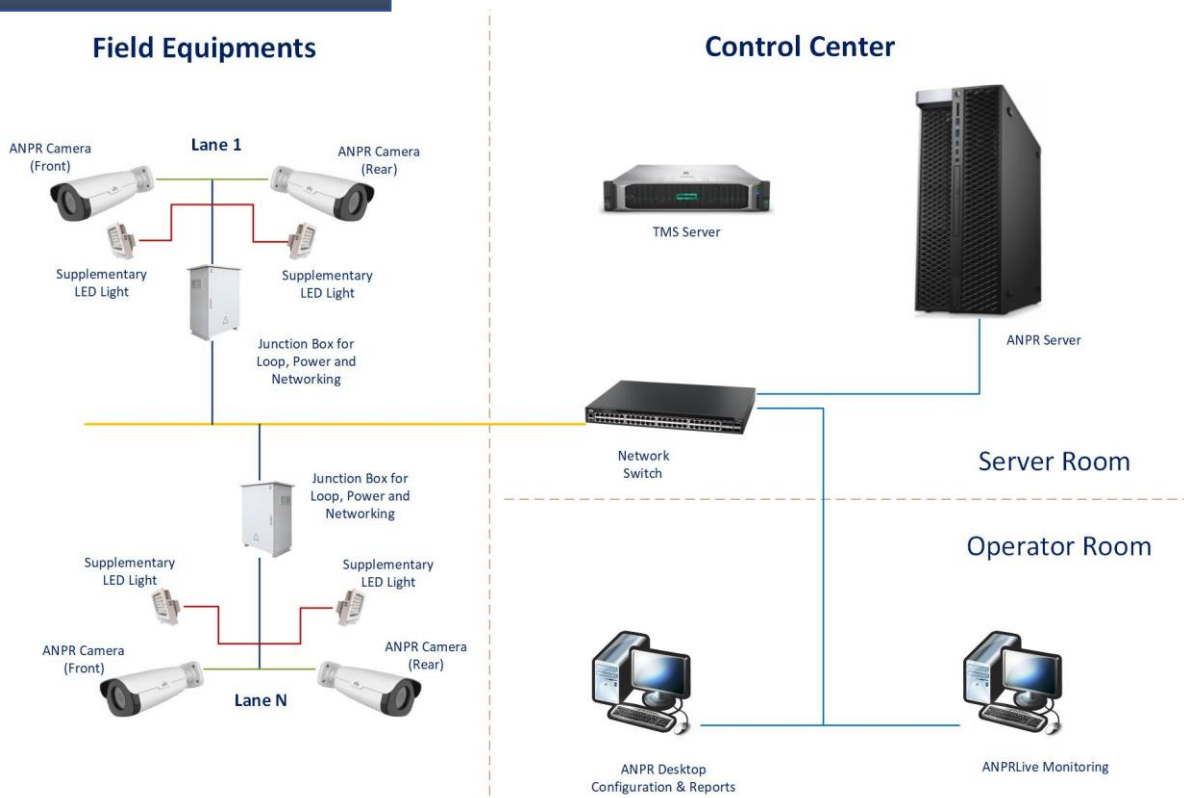 Field Equipments
Control Center
ANPR Camera
(Front)
Lane 1
ANPR Camera
(Rear)
Supplementary
LED Light
Supplementary
LED Light
Junction Box for
Loop, Power and
Networking
TMS Server
ANPR Server
Network
Switch
Server Room
Junction Box for
Loop, Power and
Networking
Operator Room
Supplementary
LED Light
Supplementary
LED Light
ANPR Camera
(Front)
ANPR Camera
(Rear)
Lane N
ANPR Desktop
Configuration & Reports
ANPRLive Monitoring